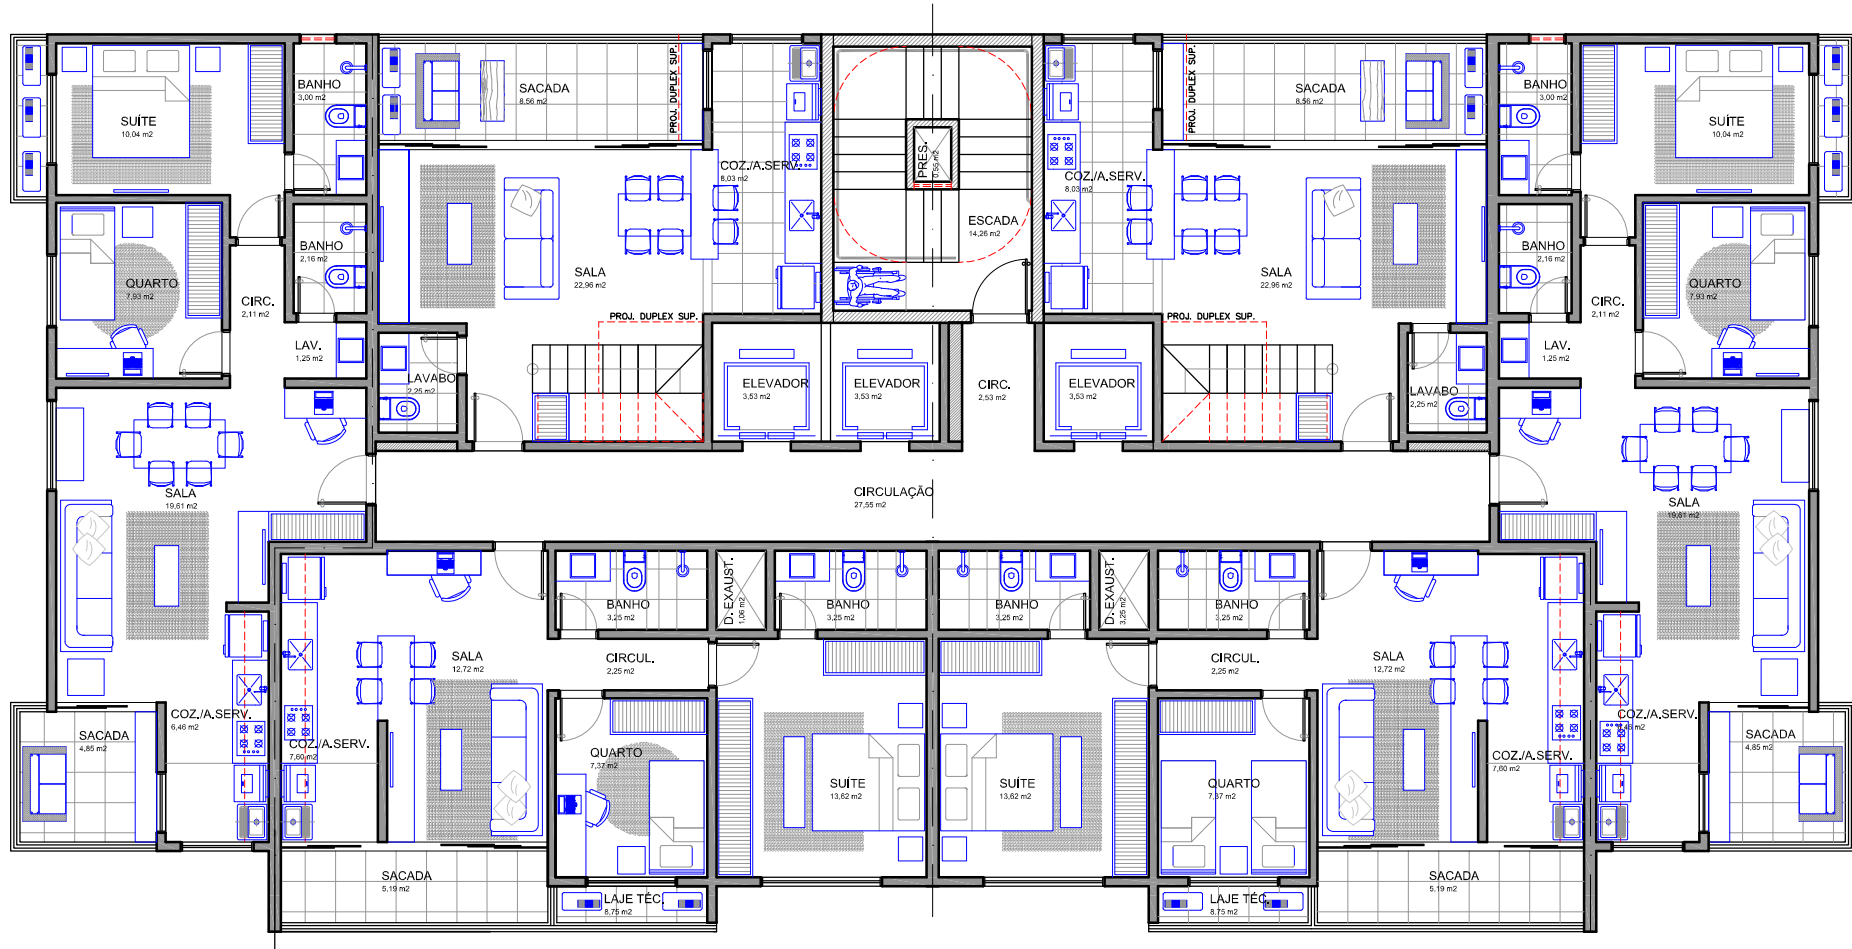 SUÍTE
10,04 m2
BANHO
3,00 m2
SACADA
8,56 m2
PROJ. DUPLEX SUP.
COZ./A.SERV.
8,03 m2
PRES.
0,55 m2
ESCADA
14,26 m2
COZ./A.SERV.
8,03 m2
PROJ. DUPLEX SUP.
SACADA
8,56 m2
BANHO
3,00 m2
SUÍTE
10,04 m2
QUARTO
7,93 m2
BANHO
2,16 m2
CIRC.
2,11 m2
LAV.
1,25 m2
SALA
22,96 m2
PROJ. DUPLEX SUP.
SALA
22,96 m2
PROJ. DUPLEX SUP.
BANHO
2,16 m2
CIRC.
2,11 m2
LAV.
1,25 m2
QUARTO
7,93 m2
LAVABO
2,25 m2
ELEVADOR
3,53 m2
ELEVADOR
3,53 m2
CIRC.
2,53 m2
ELEVADOR
3,53 m2
LAVABO
2,25 m2
SALA
19,61 m2
CIRCULAÇÃO
27,55 m2
SALA
19,61 m2
BANHO
3,25 m2
D. EXAUST.
1,06 m2
BANHO
3,25 m2
BANHO
3,25 m2
D. EXAUST.
3,25 m2
BANHO
3,25 m2
SALA
12,72 m2
CIRCUL.
2,25 m2
CIRCUL.
2,25 m2
SALA
12,72 m2
SACADA
4,85 m2
COZ./A.SERV.
6,46 m2
COZ./A.SERV.
7,60 m2
QUARTO
7,37 m2
SUÍTE
13,62 m2
SUÍTE
13,62 m2
QUARTO
7,37 m2
COZ./A.SERV.
7,60 m2
COZ./A.SERV.
SACADA
4,85 m2
SACADA
5,19 m2
LAJE TÉC.
8,75 m2
LAJE TÉC.
8,75 m2
SACADA
5,19 m2